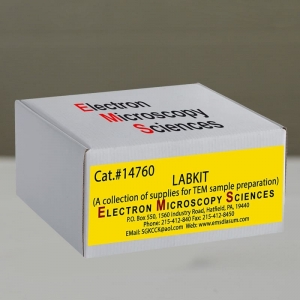 Electron
Microscopy
Sciences
Cat.#14760
LABKIT
(A collection of supplies for TEM sample preparation)
ELECTRON MICROSCOPY SCIENCES
P.O. Box 550, 1560 Industry Road, Hatfield, PA, 19440
Phone: 215-412-840 Fax: 215-412-8450
EMail: SGKCCK@aol.com Web: www.emsdiasum.com